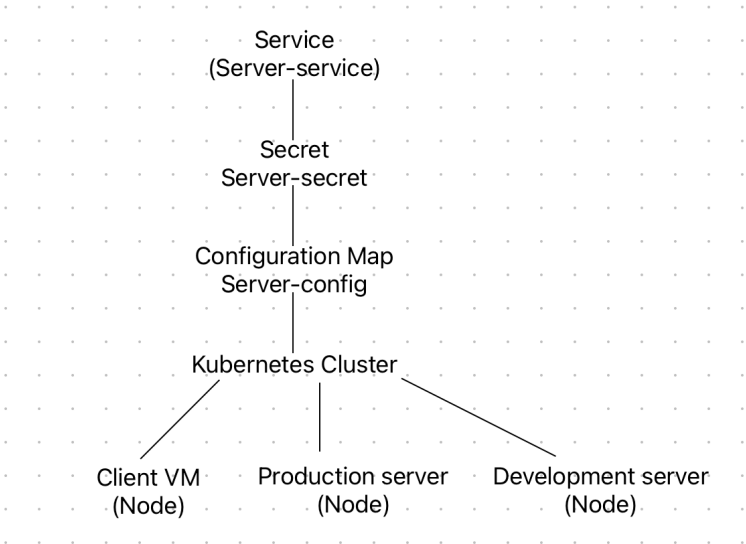 Service
(Server-service)
Secret
Server-secret
Configuration Map
Server-config
Kubernetes Cluster
Client VM
(Node)
Production server
(Node)
Development server
(Node)